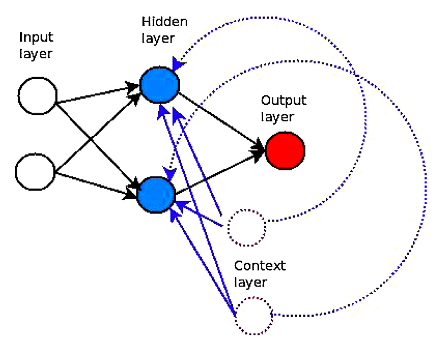 Input
layer
Hidden
layer
Output
layer
Context
layer